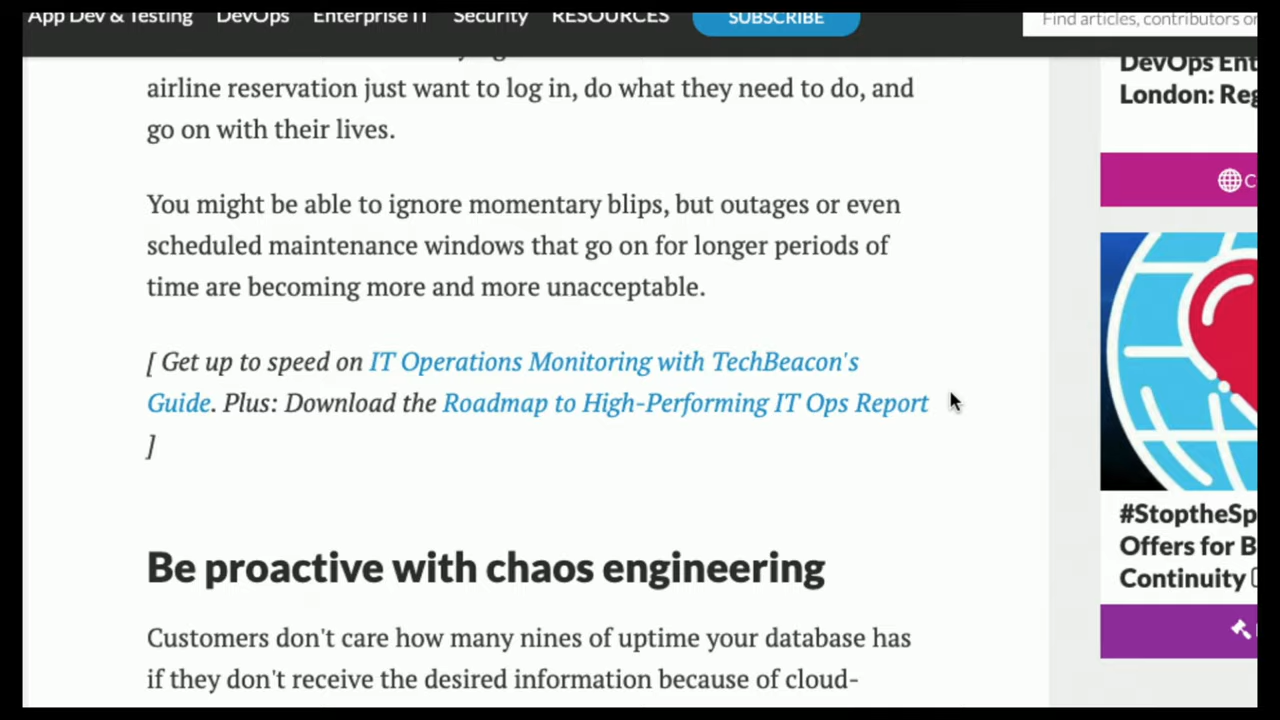 App Dev & Testing DevOps Enterprise IT Security RESOURCES SUBSCRIBE Find articles, contributors or
airline reservation just want to log in, do what they need to do, and
go on with their lives.
You might be able to ignore momentary blips, but outages or even
scheduled maintenance windows that go on for longer periods of
time are becoming more and more unacceptable.
[ Get up to speed on IT Operations Monitoring with TechBeacon's
Guide. Plus: Download the Roadmap to High-Performing IT Ops Report
]
Be proactive with chaos engineering
Customers don't care how many nines of uptime your database has
if they don't receive the desired information because of cloud-
DevOps Ent
London: Reg
C
#StoptheSp
Offers for B
Continuity